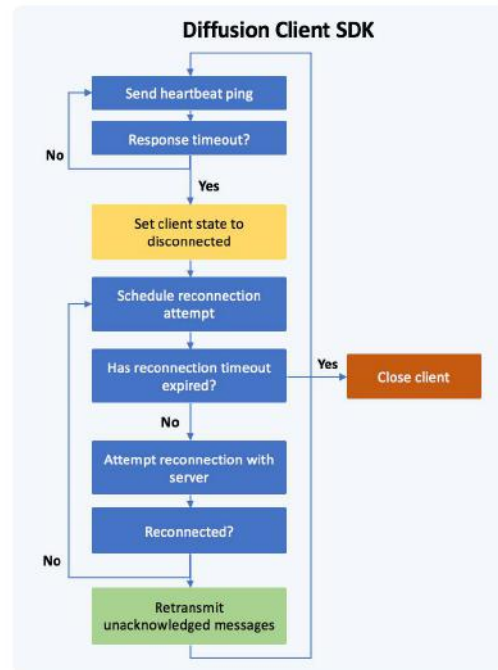 Diffusion Client SDK
Send heartbeat ping
Response timeout?
No
Yes
Set client state to
disconnected
Schedule reconnection
attempt
Has reconnection timeout
expired?
Yes
Close client
No
Attempt reconnection with
server
Reconnected?
No
Retransmit
unacknowledged messages